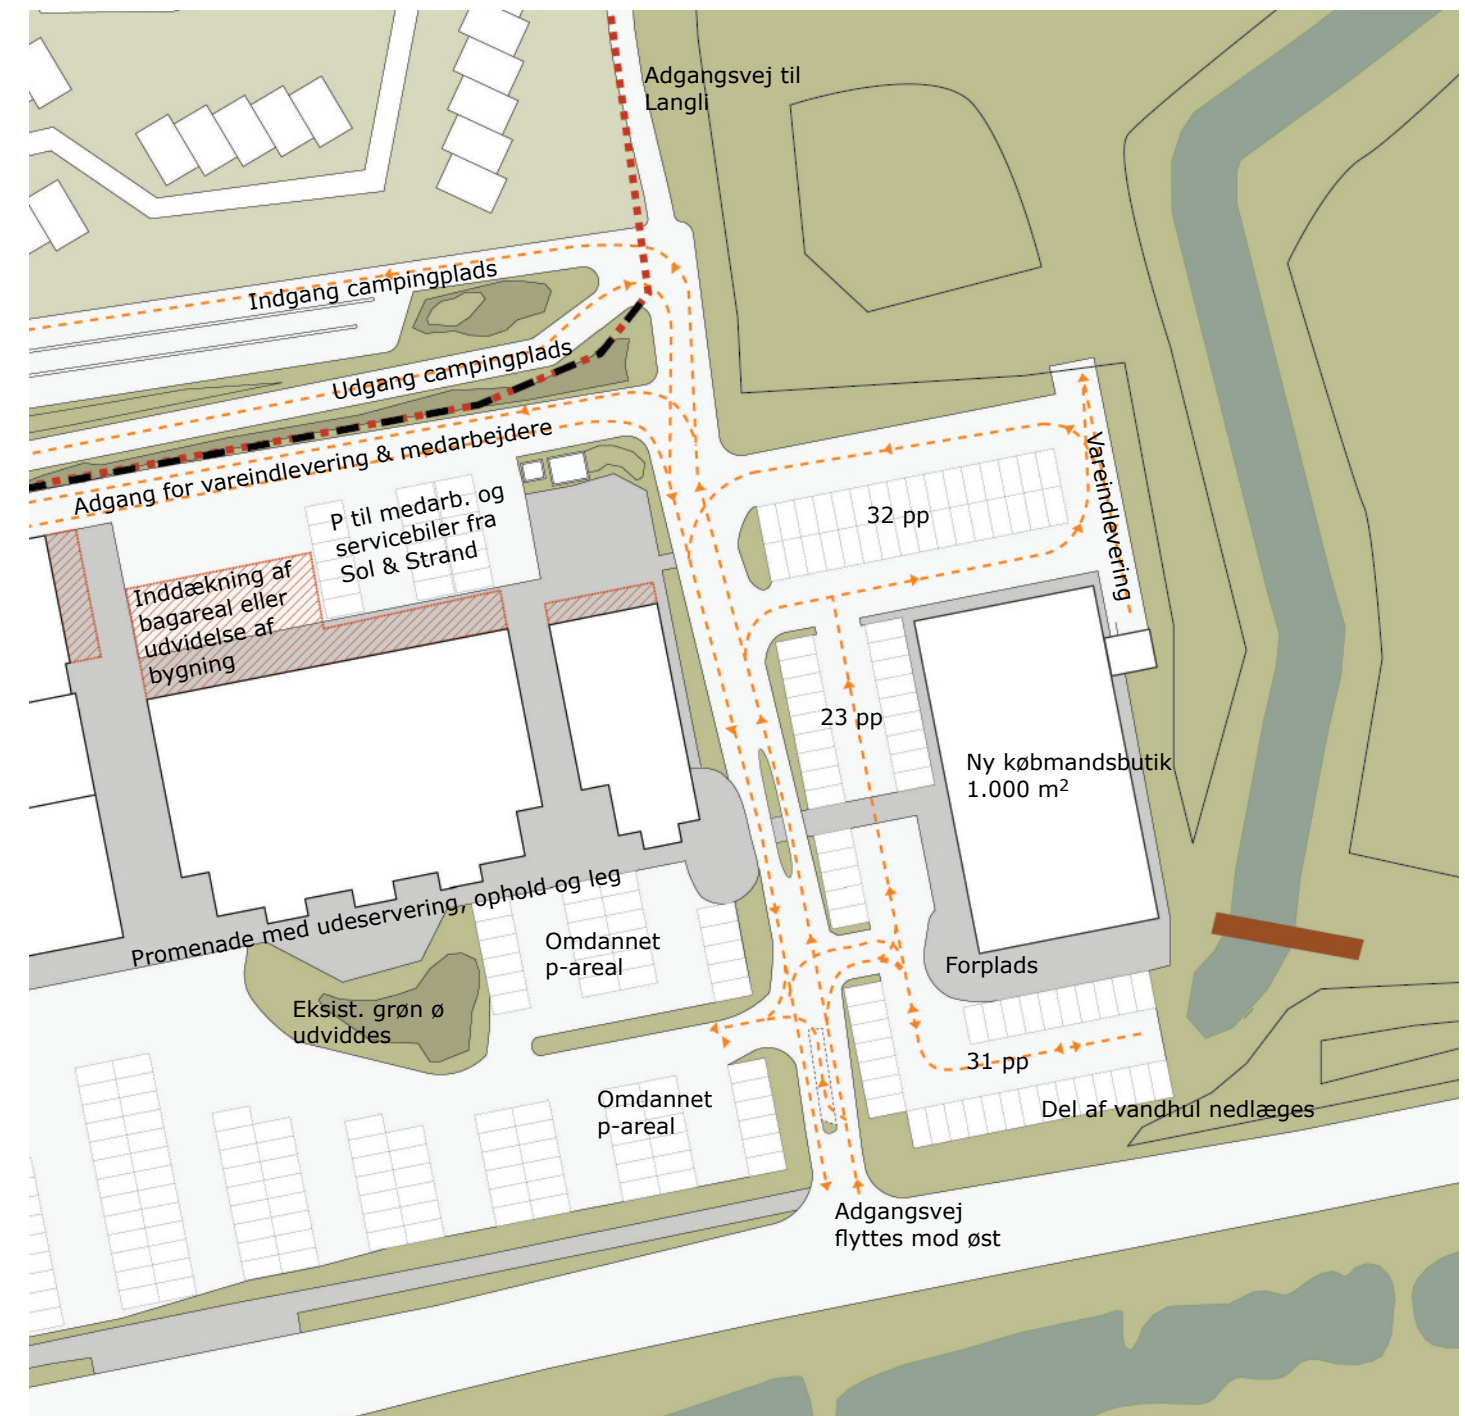 Adgangsvej til
Langli
Indgang campingplads
Udgang campingplads
Adgang for vareindlevering & medarbejdere
Vareindlevering
P til medarb. og
servicebiler fra
Sol & Strand
32 pp
Inddækning af
bagareal eller
udvidelse af
bygning
23 pp
Ny købmandsbutik
1.000 m²
Promenade med udeservering, ophold og leg
Omdannet
p-areal
Forplads
Eksist. grøn ø
udviddes
31 pp
Omdannet
p-areal
Del af vandhul nedlæges
Adgangsvej
flyttes mod øst